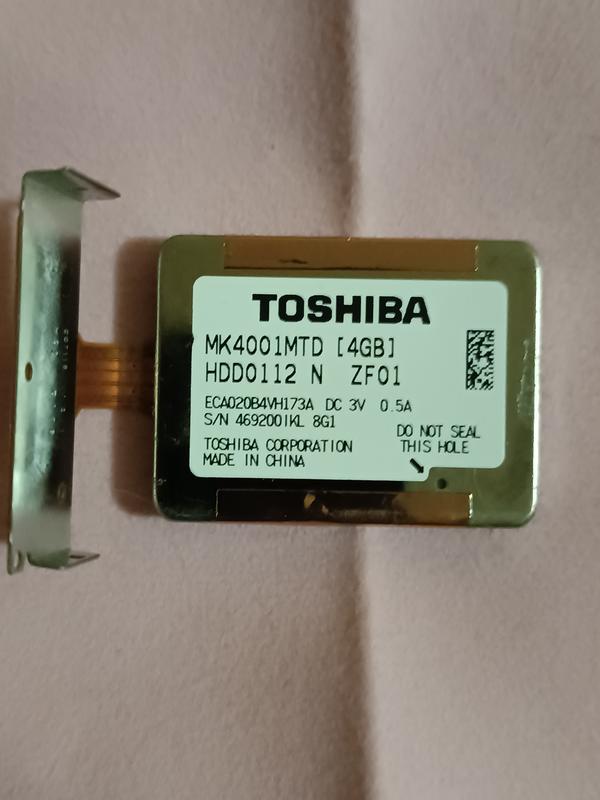 TOSHIBA
MK4001MTD [4GB]
HDD0112 N ZF01
ECA020B4VH173A DC 3V 0.5A
S/N 469200IKL 8G1
DO NOT SEAL
THIS HOLE
TOSHIBA CORPORATION
MADE IN CHINA